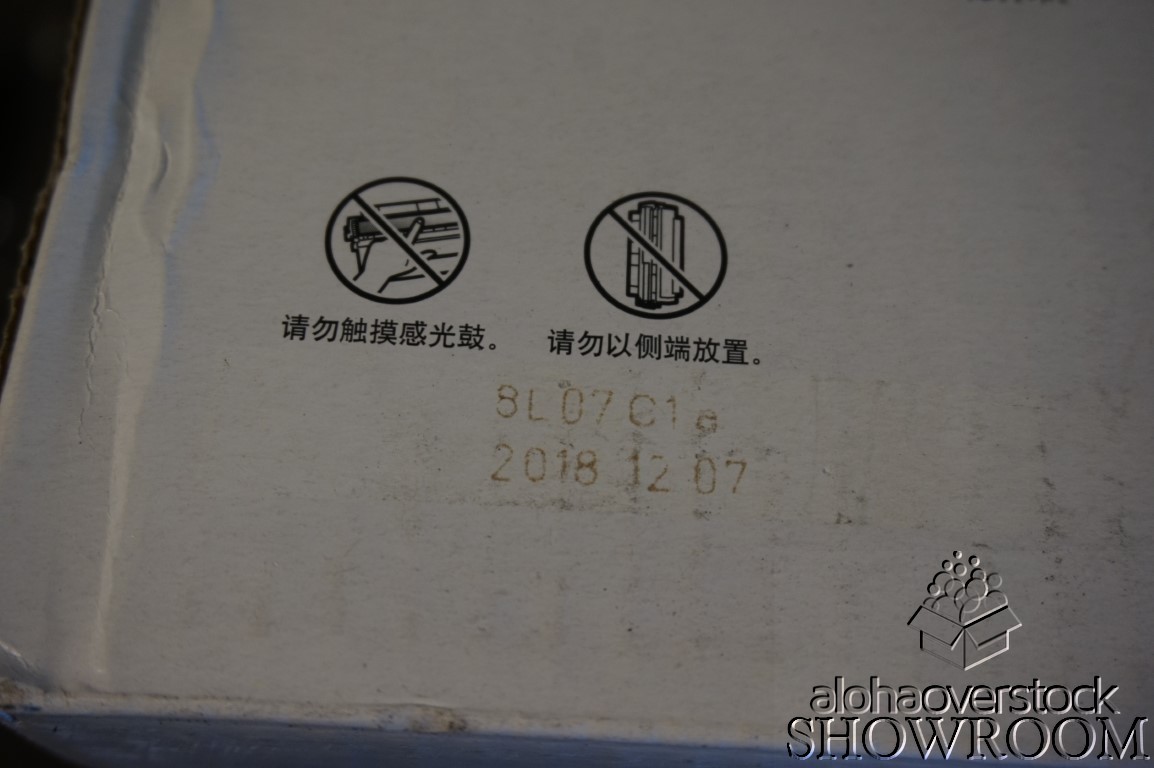 请勿触摸感光鼓。 请勿以侧端放置。
8L07C1a
2018 12 07
alohaoverstock
SHOWROOM